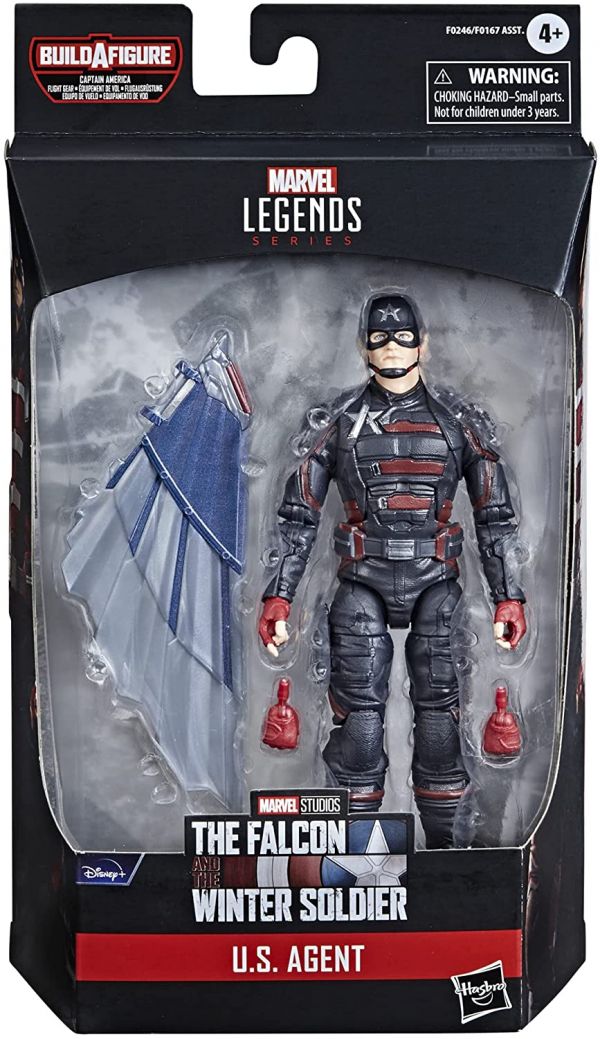 BUILDAFIGURE
CAPTAIN AMERICA
FLIGHT GEAR • ÉQUIPEMENT DE VOL • FLUGAUSRÜSTUNG
EQUIPO DE VUELO • EQUIPAMENTO DE VOO
F0246/F0167 ASST.
4+
WARNING:
CHOKING HAZARD–Small parts.
Not for children under 3 years.
MARVEL
LEGENDS
SERIES
MARVEL STUDIOS
THE FALCON
AND
THE
WINTER SOLDIER
Disney+
U.S. AGENT
Hasbro